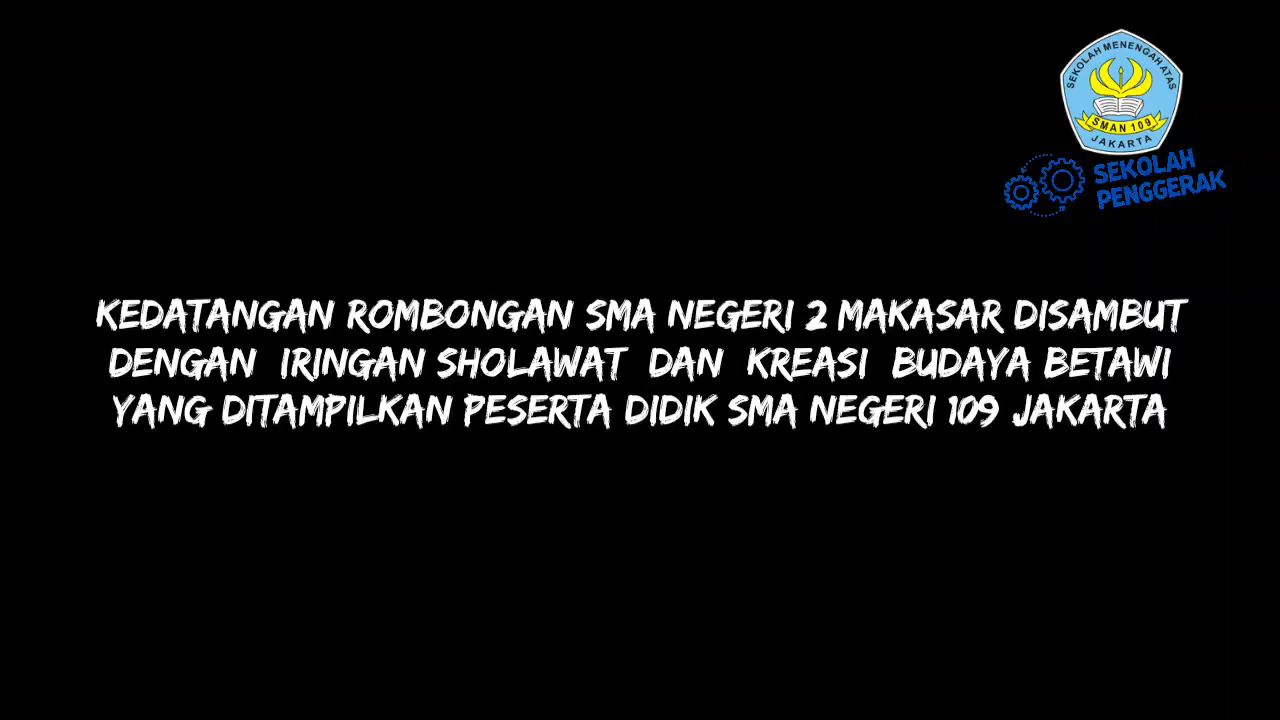 SEKOLAH MENENGAH ATAS
SMAN 109
JAKARTA
SEKOLAH
PENGGERAK
KEDATANGAN ROMBONGAN SMA NEGERI 2 MAKASAR DISAMBUT
DENGAN IRINGAN SHOLAWAT DAN KREASI BUDAYA BETAWI
YANG DITAMPILKAN PESERTA DIDIK SMA NEGERI 109 JAKARTA